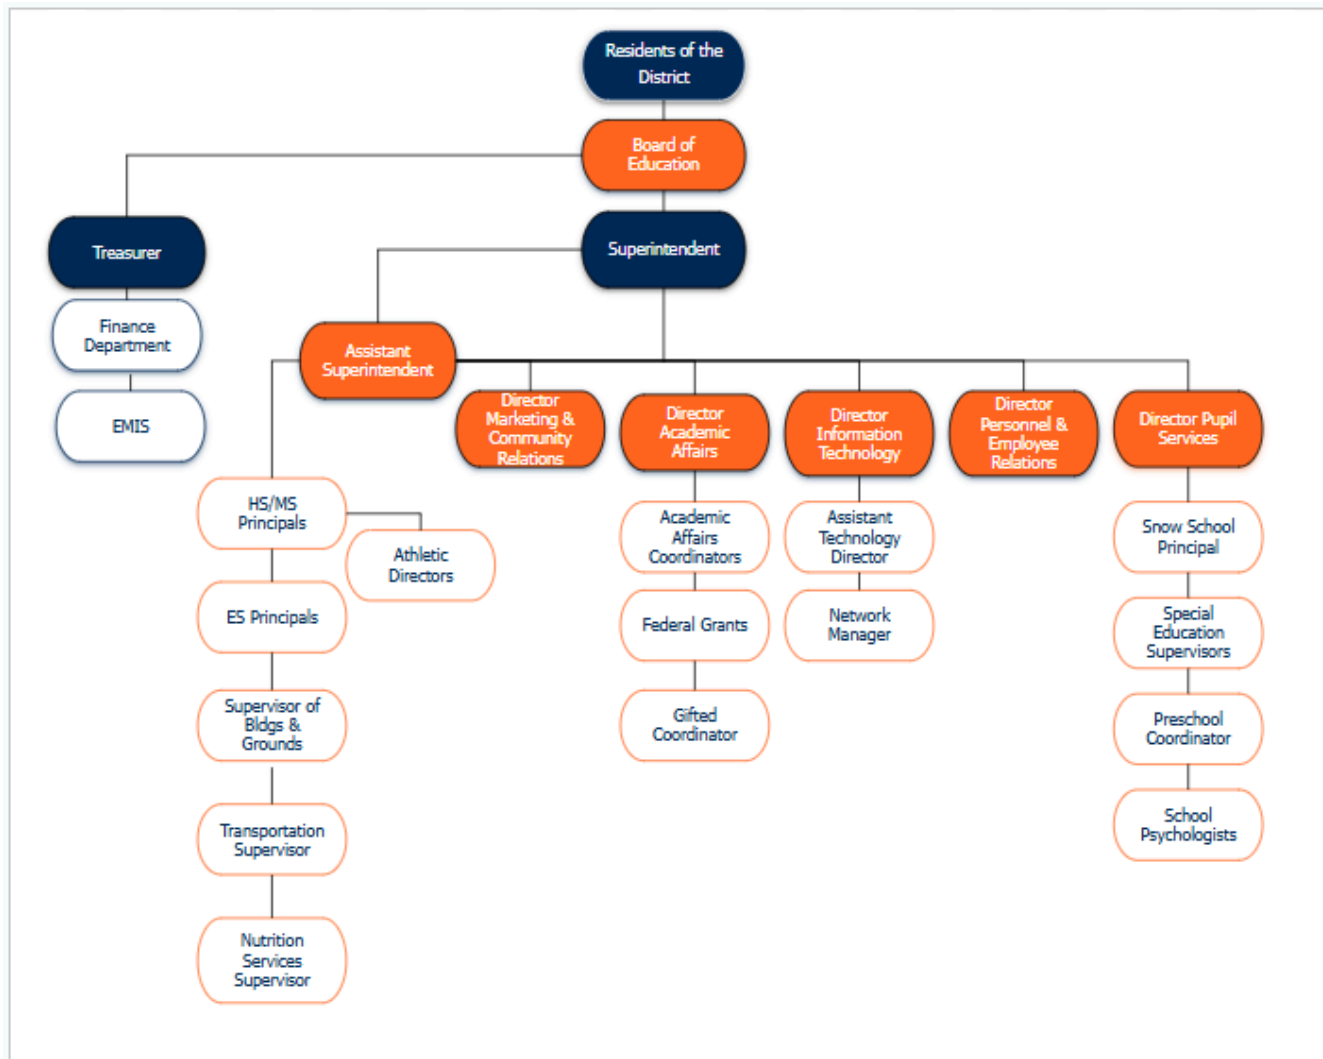 Residents of the
District
Board of
Education
Superintendent
Treasurer
Finance
Department
EMIS
Assistant
Superintendent
Director
Marketing &
Community
Relations
Director
Academic
Affairs
Director
Information
Technology
Director
Personnel &
Employee
Relations
Director Pupil
Services
HS/MS
Principals
Athletic
Directors
ES Principals
Supervisor of
Bldgs &
Grounds
Transportation
Supervisor
Nutrition
Services
Supervisor
Academic
Affairs
Coordinators
Federal Grants
Gifted
Coordinator
Assistant
Technology
Director
Network
Manager
Snow School
Principal
Special
Education
Supervisors
Preschool
Coordinator
School
Psychologists